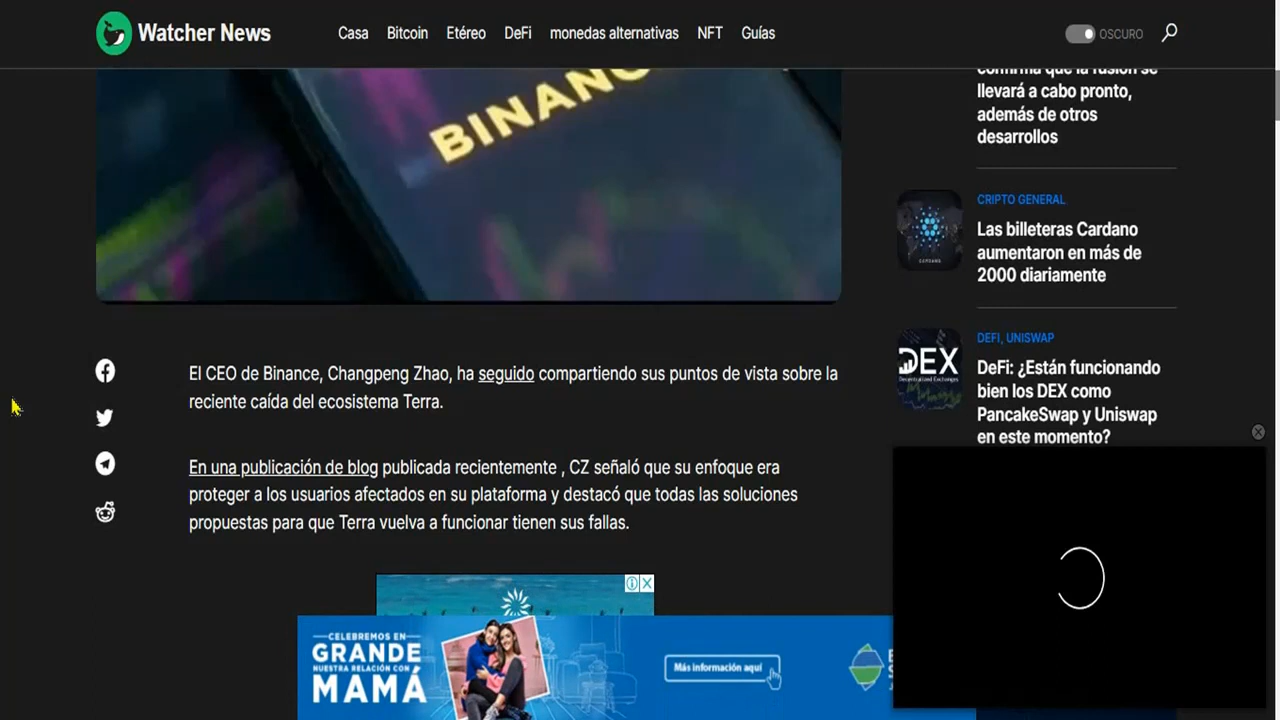 Watcher News
Casa Bitcoin Etéreo DeFi monedas alternativas NFT Guías
OSCURO
BINANC
El CEO de Binance, Changpeng Zhao, ha seguido compartiendo sus puntos de vista sobre la
reciente caída del ecosistema Terra.
En una publicación de blog publicada recientemente , CZ señaló que su enfoque era
proteger a los usuarios afectados en su plataforma y destacó que todas las soluciones
propuestas para que Terra vuelva a funcionar tienen sus fallas.
confirma que la fusión se
llevará a cabo pronto,
además de otros
desarrollos
CRIPTO GENERAL
Las billeteras Cardano
aumentaron en más de
2000 diariamente
CARDANO
DEFI, UNISWAP
DeFi: ¿Están funcionando
bien los DEX como
PancakeSwap y Uniswap
en este momento?
DEX
Decentralized Exchanges
CELEBREMOS EN
GRANDE
NUESTRA RELACIÓN CON
MAMÁ
Más información aquí